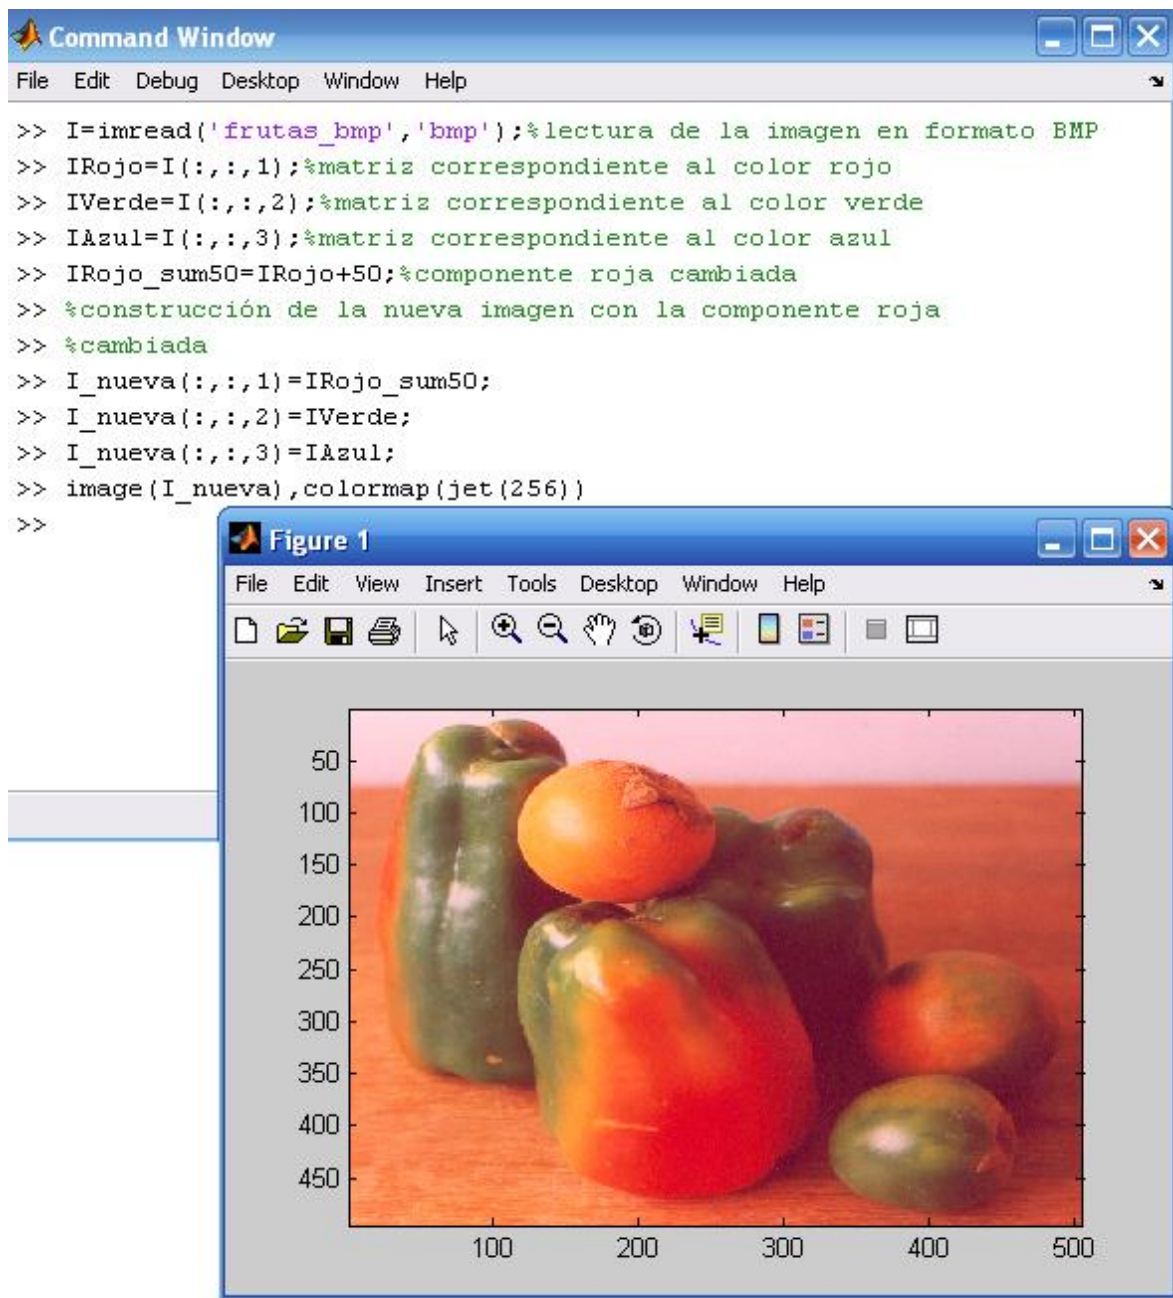 Command Window
File Edit Debug Desktop Window Help
>> I=imread('frutas_bmp','bmp');%lectura de la imagen en formato BMP
>> IRojo=I(:,:,1);%matriz correspondiente al color rojo
>> IVerde=I(:,:,2);%matriz correspondiente al color verde
>> IAzul=I(:,:,3);%matriz correspondiente al color azul
>> IRojo_sum50=IRojo+50;%componente roja cambiada
>> %construcción de la nueva imagen con la componente roja
>> %cambiada
>> I_nueva(:,:,1)=IRojo_sum50;
>> I_nueva(:,:,2)=IVerde;
>> I_nueva(:,:,3)=IAzul;
>> image(I_nueva),colormap(jet(256))
>>
Figure 1
File Edit View Insert Tools Desktop Window Help
50
100
150
200
250
300
350
400
450
100 200 300 400 500